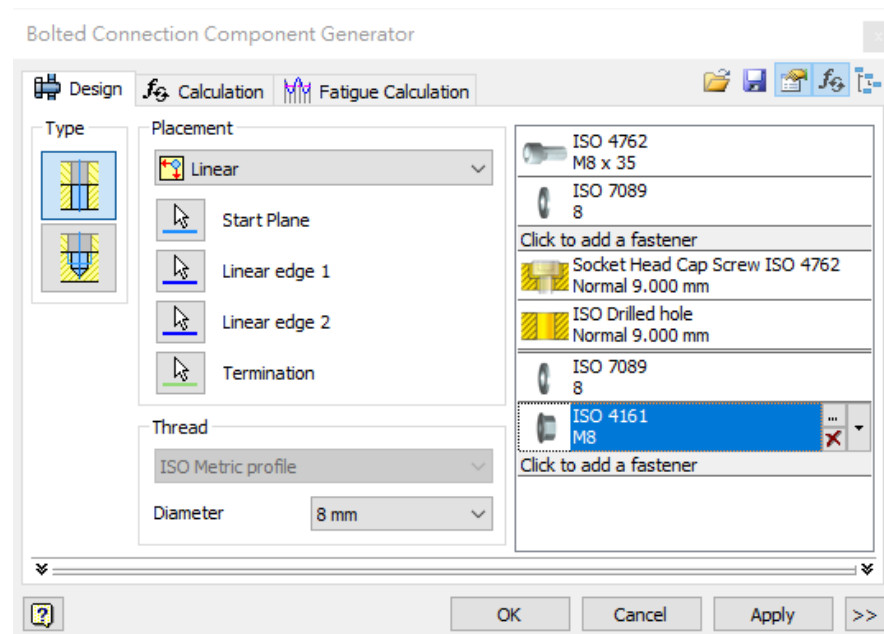 Bolted Connection Component Generator
x
Design
Calculation
Fatigue Calculation
Type
Placement
Linear
Start Plane
Linear edge 1
Linear edge 2
Termination
Thread
ISO Metric profile
Diameter
8 mm
ISO 4762
M8 x 35
ISO 7089
8
Click to add a fastener
Socket Head Cap Screw ISO 4762
Normal 9.000 mm
ISO Drilled hole
Normal 9.000 mm
ISO 7089
8
ISO 4161
M8
...
Click to add a fastener
?
OK
Cancel
Apply
>>